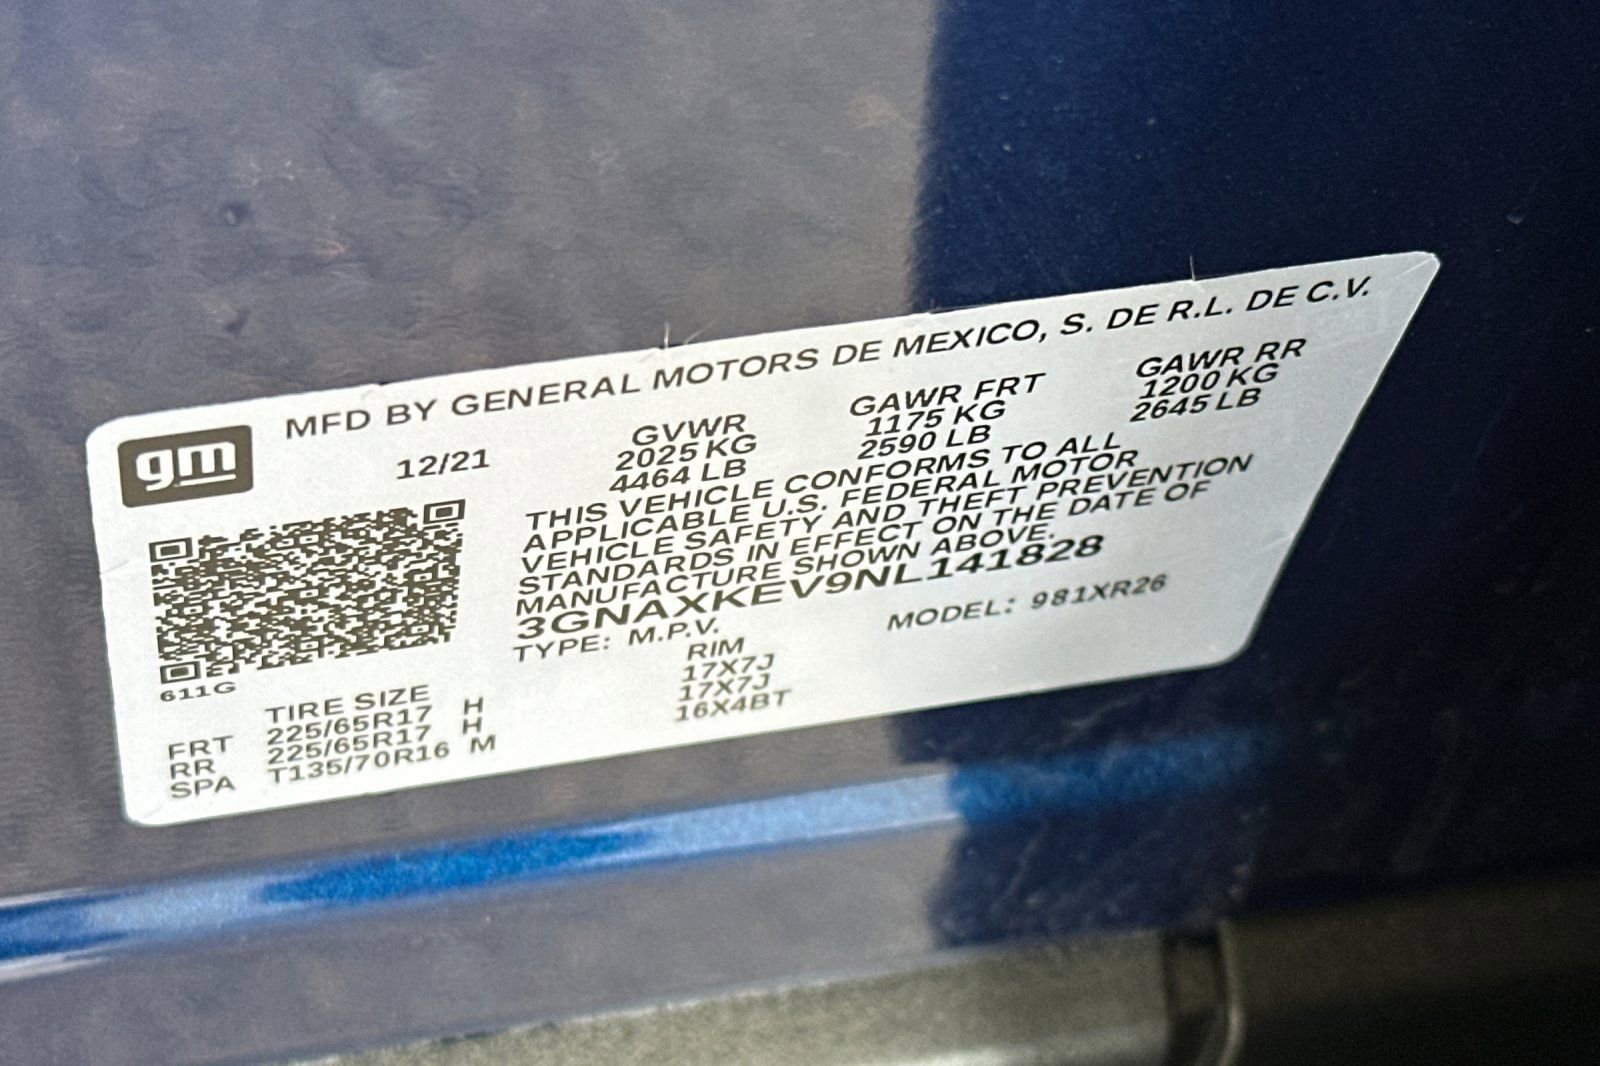 gm
MFD BY GENERAL MOTORS DE MEXICO, S. DE R.L. DE C.V.
12/21
GVWR
2025 KG
4464 LB
GAWR FRT
1175 KG
2590 LB
GAWR RR
1200 KG
2645 LB
THIS VEHICLE CONFORMS TO ALL
APPLICABLE U.S. FEDERAL MOTOR
VEHICLE SAFETY AND THEFT PREVENTION
STANDARDS IN EFFECT ON THE DATE OF
MANUFACTURE SHOWN ABOVE.
3GNAXKEV9NL141828
TYPE: M.P.V. MODEL: 981XR26
611G
TIRE SIZE RIM
FRT 225/65R17 H 17X7J
RR 225/65R17 H 17X7J
SPA T135/70R16 M 16X4BT